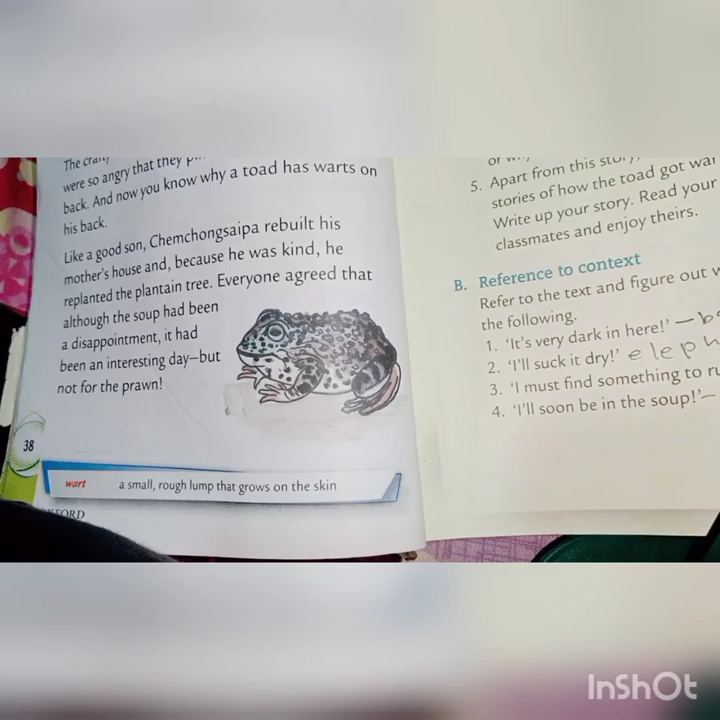 The
were so angry that they
back. And now you know why a toad has warts on
his back.
Like a good son, Chemchongsaipa rebuilt his
mother's house and, because he was kind, he
replanted the plantain tree. Everyone agreed that
although the soup had been
a disappointment, it had
been an interesting day—but
not for the prawn!
38
wart a small, rough lump that grows on the skin
FORD
or
5. Apart from this
stories of how the toad got
Write up your story. Read your
classmates and enjoy theirs.
B. Reference to context
Refer to the text and figure out
the following.
1. 'It's very dark in here!' —
2. 'I'll suck it dry!' eleph
3. 'I must find something to
4. 'I'll soon be in the soup!'—
InShOt